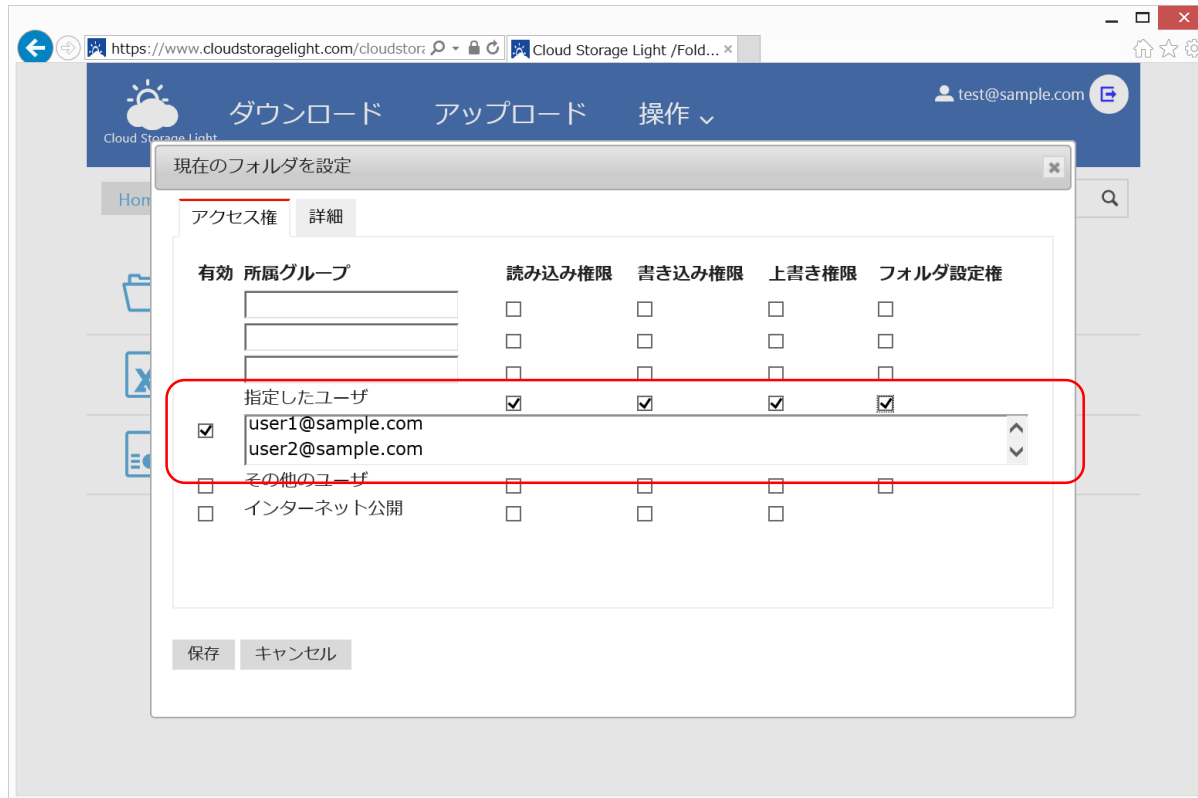 https://www.cloudstoragelight.com/cloudstora
Cloud Storage Light /Fold...
ダウンロード アップロード 操作
test@sample.com
Cloud Storage Light
現在のフォルダを設定
アクセス権 詳細
有効 所属グループ 読み込み権限 書き込み権限 上書き権限 フォルダ設定権
指定したユーザ
user1@sample.com
user2@sample.com
その他のユーザ
インターネット公開
保存 キャンセル